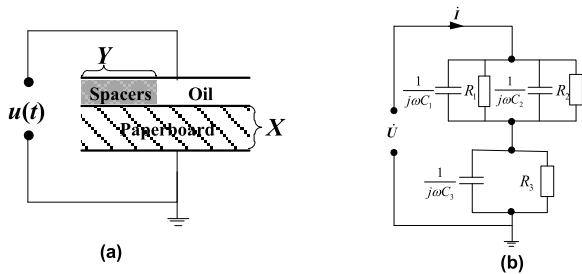 Y
Spacers Oil
u(t)
Paperboard
X
(a)
İ
1/jωC₁ R₁ 1/jωC₂ R₂
U̇
1/jωC₃ R₃
(b)